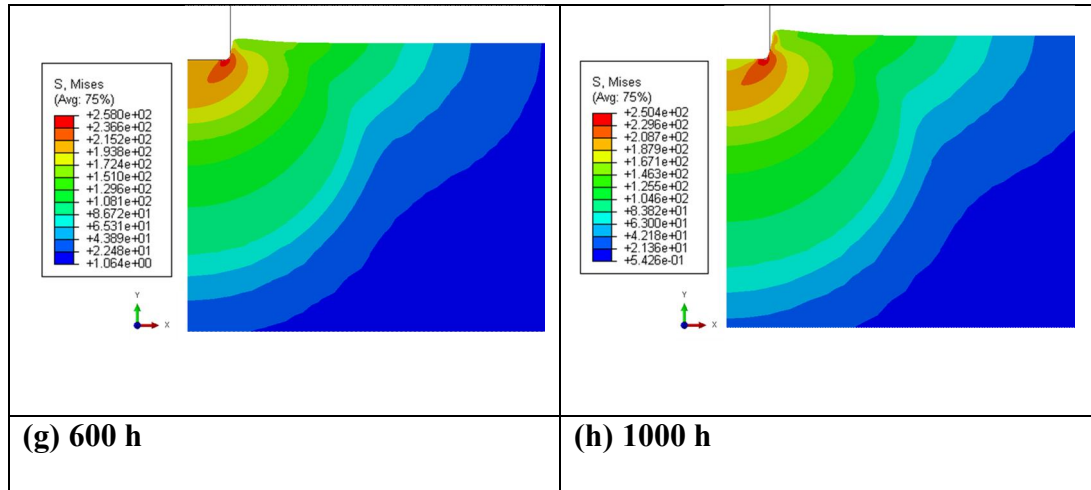 S, Mises
(Avg: 75%)
+2.580e+02
+2.366e+02
+2.152e+02
+1.938e+02
+1.724e+02
+1.510e+02
+1.296e+02
+1.081e+02
+8.672e+01
+6.531e+01
+4.389e+01
+2.248e+01
+1.064e+00
Y
X
(g) 600 h
S, Mises
(Avg: 75%)
+2.504e+02
+2.296e+02
+2.087e+02
+1.879e+02
+1.671e+02
+1.463e+02
+1.255e+02
+1.046e+02
+8.382e+01
+6.300e+01
+4.218e+01
+2.136e+01
+5.426e-01
Y
X
(h) 1000 h